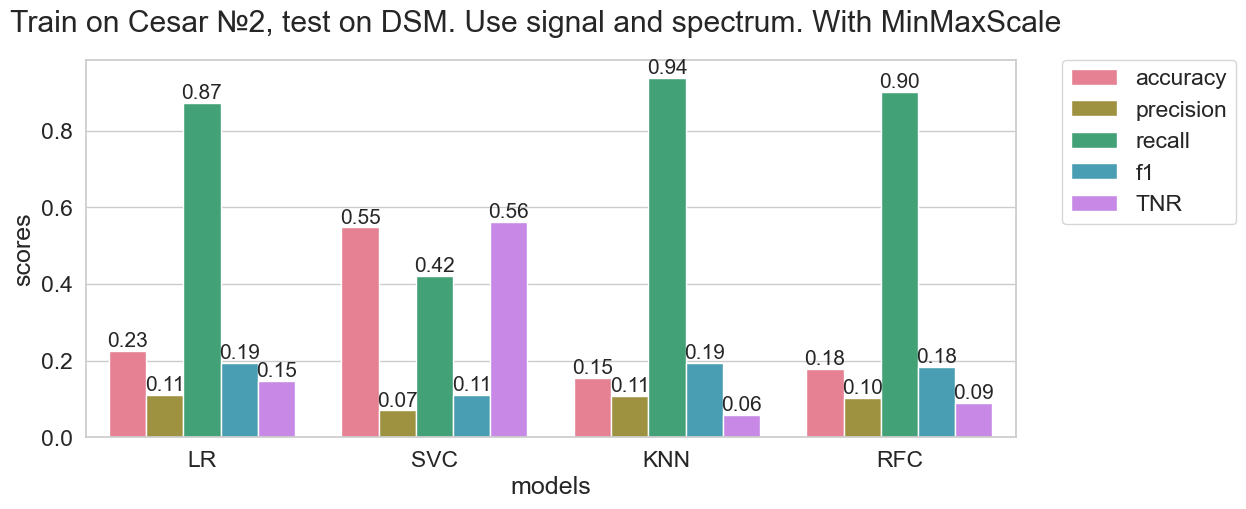 Train on Cesar №2, test on DSM. Use signal and spectrum. With MinMaxScale
scores
0.8
0.6
0.4
0.2
0.0
0.23
0.11
0.87
0.19
0.15
0.55
0.07
0.42
0.11
0.56
0.15
0.11
0.94
0.19
0.06
0.18
0.10
0.90
0.18
0.09
LR
SVC
KNN
RFC
models
accuracy
precision
recall
f1
TNR